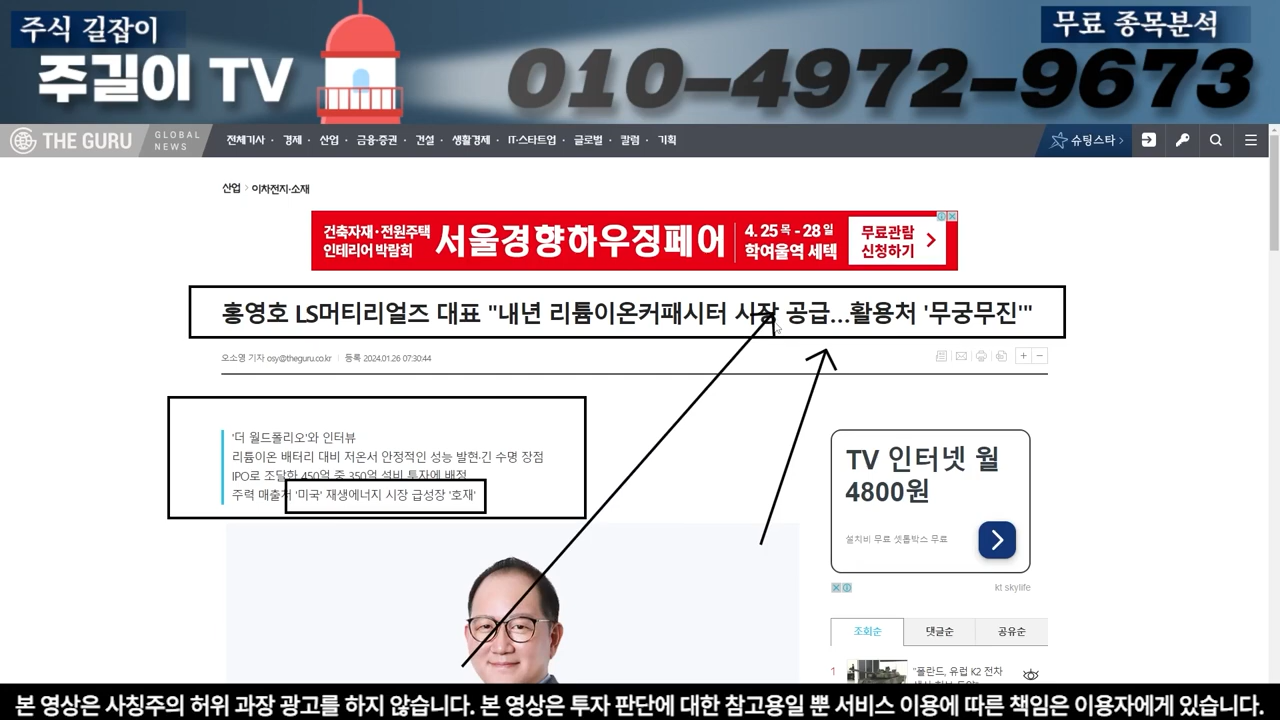 주식 길잡이
주길이 TV
무료 종목분석
010-4972-9673
THE GURU
GLOBAL
NEWS
전체기사 · 경제 · 산업 · 금융·증권 · 건설 · 생활경제 · IT·스타트업 · 글로벌 · 칼럼 · 기획
슈팅스타 >
산업 > 이차전지·소재
건축자재·전원주택
인테리어 박람회
서울경향하우징페어
4. 25 목 - 28 일
학여울역 세텍
무료관람
신청하기
홍영호 LS머티리얼즈 대표 "내년 리튬이온커패시터 시장 공급…활용처 '무궁무진'"
오소영 기자 osy@theguru.co.kr
등록 2024.01.26 07:30:44
'더 월드폴리오'와 인터뷰
리튬이온 배터리 대비 저온서 안정적인 성능 발현·긴 수명 장점
IPO로 조달한 450억 중 350억 설비 투자에 배정
주력 매출처 '미국' 재생에너지 시장 급성장 '호재'
TV 인터넷 월
4800원
설치비 무료 셋톱박스 무료
kt skylife
조회순
댓글순
공유순
1
"폴란드, 유럽 K2 전차
본 영상은 사칭주의 허위 과장 광고를 하지 않습니다. 본 영상은 투자 판단에 대한 참고용일 뿐 서비스 이용에 따른 책임은 이용자에게 있습니다.